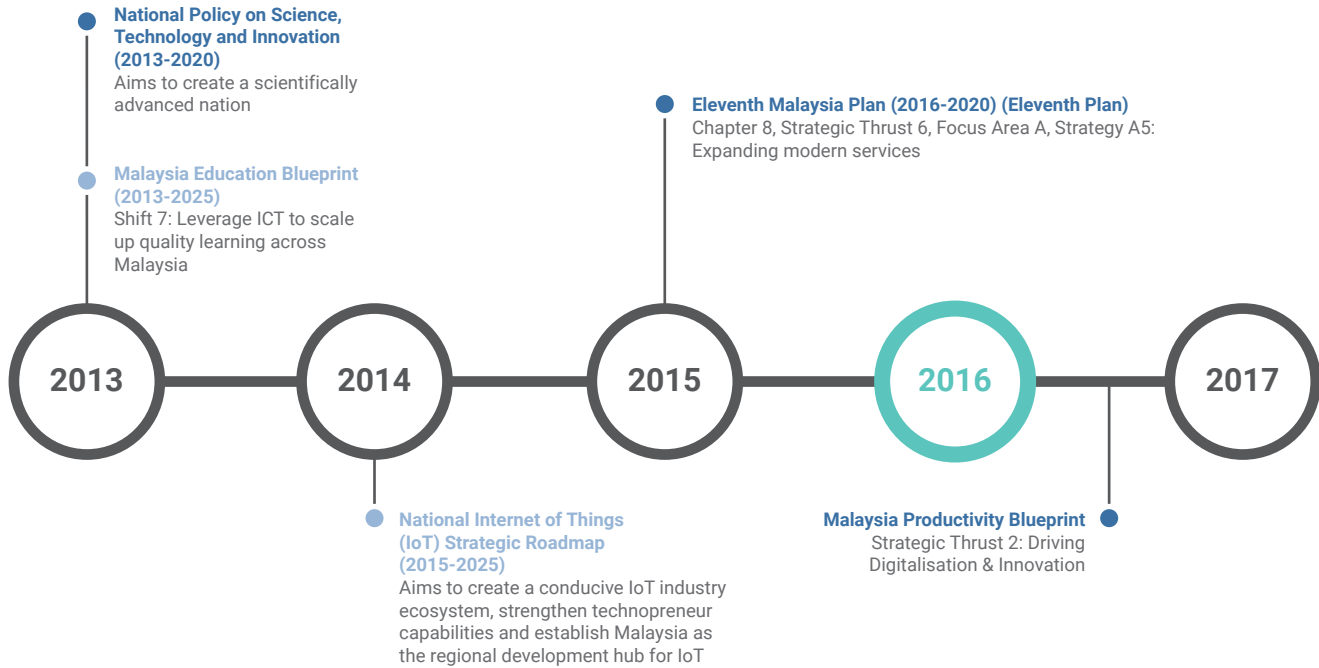 National Policy on Science,
Technology and Innovation
(2013-2020)
Aims to create a scientifically
advanced nation
Malaysia Education Blueprint
(2013-2025)
Shift 7: Leverage ICT to scale
up quality learning across
Malaysia
Eleventh Malaysia Plan (2016-2020) (Eleventh Plan)
Chapter 8, Strategic Thrust 6, Focus Area A, Strategy A5:
Expanding modern services
2013
2014
2015
2016
2017
National Internet of Things
(IoT) Strategic Roadmap
(2015-2025)
Aims to create a conducive IoT industry
ecosystem, strengthen technopreneur
capabilities and establish Malaysia as
the regional development hub for IoT
Malaysia Productivity Blueprint
Strategic Thrust 2: Driving
Digitalisation & Innovation